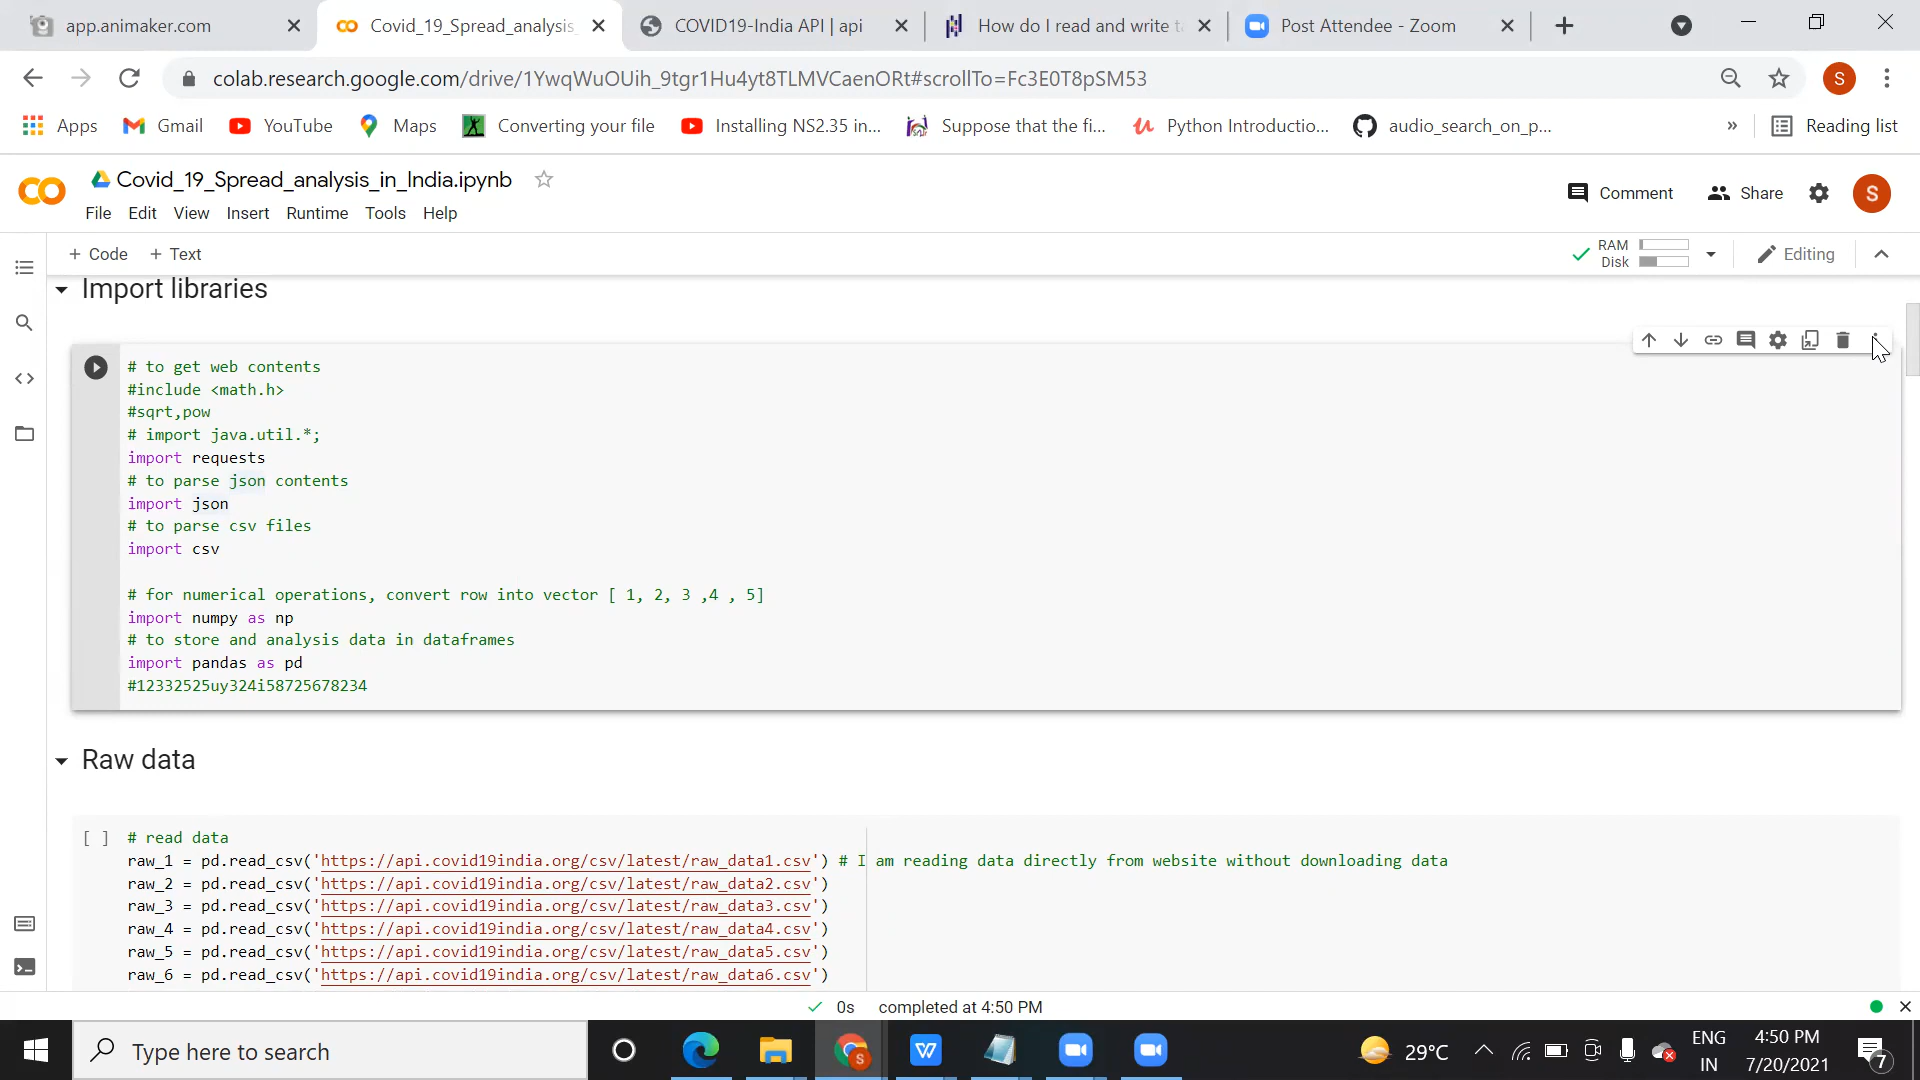 app.animaker.com
Covid_19_Spread_analysis_
COVID19-India API | api
How do I read and write t
Post Attendee - Zoom
colab.research.google.com/drive/1YwqWuOUih_9tgr1Hu4yt8TLMVCaenORt#scrollTo=Fc3E0T8pSM53
S
Apps
Gmail
YouTube
Maps
Converting your file
Installing NS2.35 in...
Suppose that the fi...
Python Introductio...
audio_search_on_p...
»
Reading list
Covid_19_Spread_analysis_in_India.ipynb
Comment
Share
S
File Edit View Insert Runtime Tools Help
+ Code + Text
RAM
Disk
Editing
Import libraries
# to get web contents
#include <math.h>
#sqrt,pow
# import java.util.*;
import requests
# to parse json contents
import json
# to parse csv files
import csv
# for numerical operations, convert row into vector [ 1, 2, 3 ,4 , 5]
import numpy as np
# to store and analysis data in dataframes
import pandas as pd
#12332525uy324i58725678234
Raw data
[ ] # read data
raw_1 = pd.read_csv('https://api.covid19india.org/csv/latest/raw_data1.csv') # I am reading data directly from website without downloading data
raw_2 = pd.read_csv('https://api.covid19india.org/csv/latest/raw_data2.csv')
raw_3 = pd.read_csv('https://api.covid19india.org/csv/latest/raw_data3.csv')
raw_4 = pd.read_csv('https://api.covid19india.org/csv/latest/raw_data4.csv')
raw_5 = pd.read_csv('https://api.covid19india.org/csv/latest/raw_data5.csv')
raw_6 = pd.read_csv('https://api.covid19india.org/csv/latest/raw_data6.csv')
0s completed at 4:50 PM
Type here to search
S
W
29°C
ENG
IN
4:50 PM
7/20/2021
7